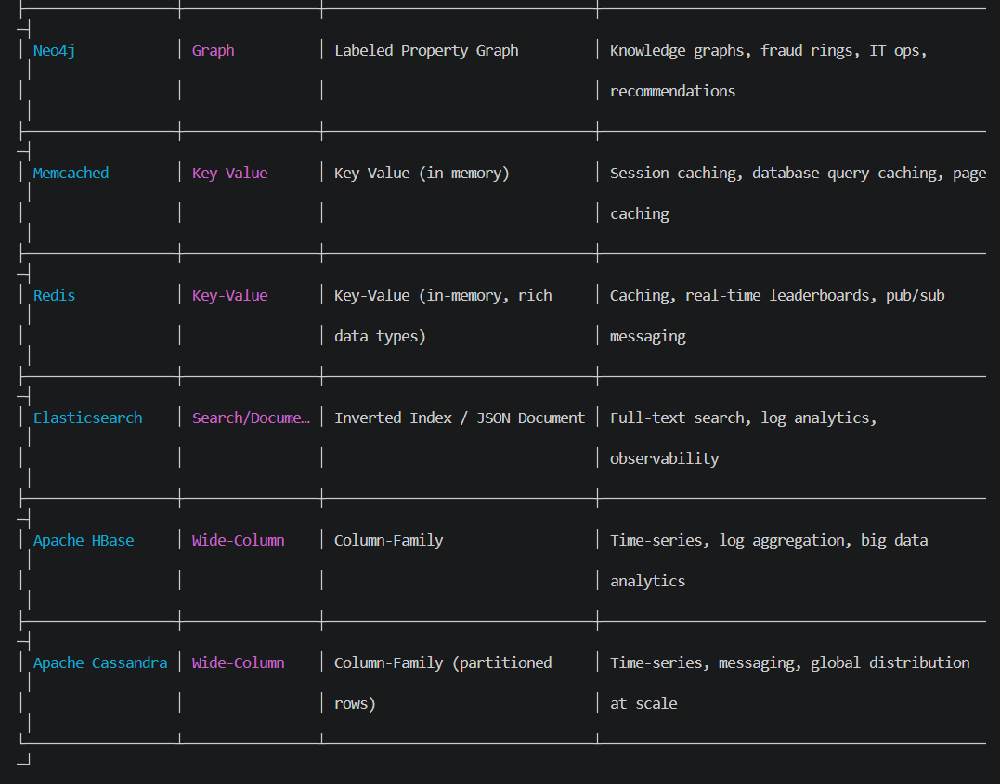 Neo4j Graph Labeled Property Graph Knowledge graphs, fraud rings, IT ops,
recommendations
Memcached Key-Value Key-Value (in-memory) Session caching, database query caching, page
caching
Redis Key-Value Key-Value (in-memory, rich Caching, real-time leaderboards, pub/sub
data types) messaging
Elasticsearch Search/Docume… Inverted Index / JSON Document Full-text search, log analytics,
observability
Apache HBase Wide-Column Column-Family Time-series, log aggregation, big data
analytics
Apache Cassandra Wide-Column Column-Family (partitioned Time-series, messaging, global distribution
rows) at scale